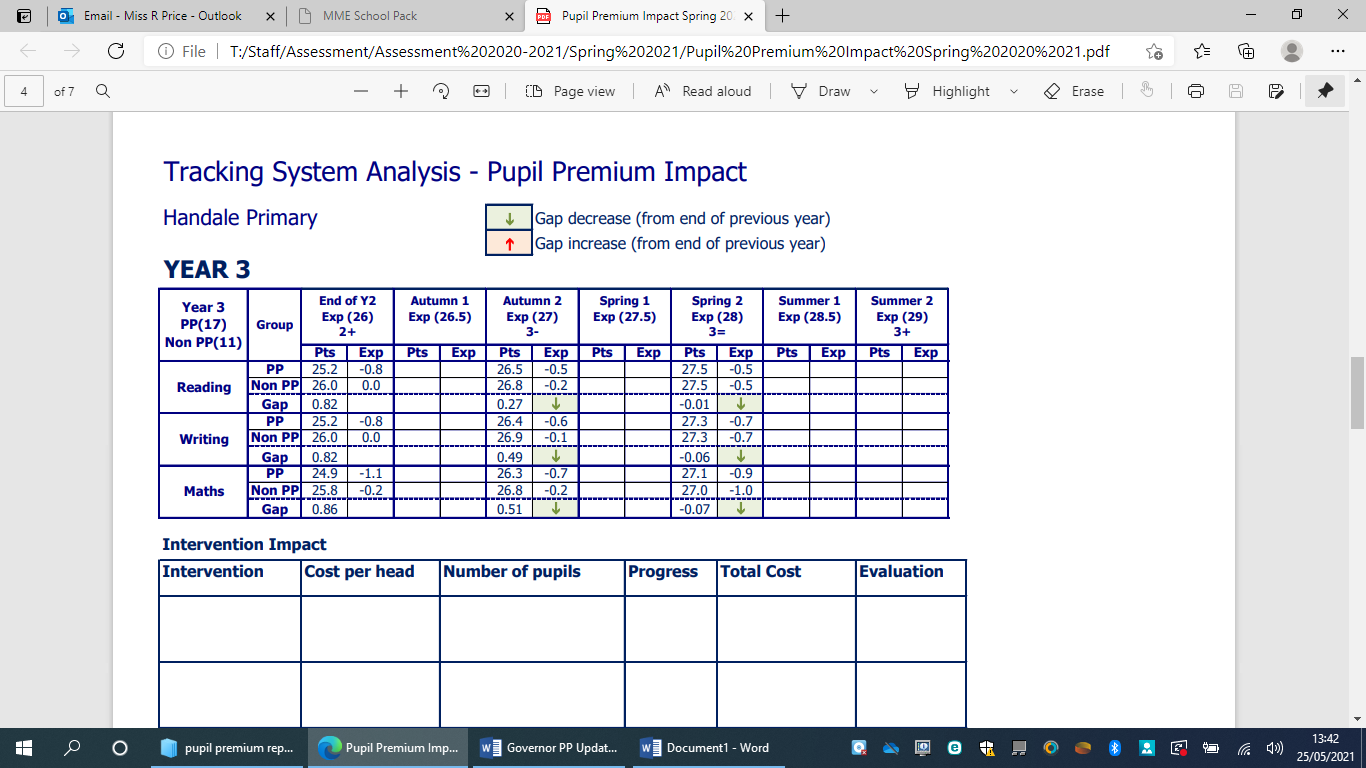 Email - Miss R Price - Outlook
MME School Pack
Pupil Premium Impact Spring 20
File
T:/Staff/Assessment/Assessment%202020-2021/Spring%202021/Pupil%20Premium%20Impact%20Spring%202020%2021.pdf
4 of 7
Page view
Read aloud
Draw
Highlight
Erase
Tracking System Analysis - Pupil Premium Impact
Handale Primary
↓ Gap decrease (from end of previous year)
↑ Gap increase (from end of previous year)
YEAR 3
Year 3 PP(17) Non PP(11) Group End of Y2 Exp (26) 2+ Autumn 1 Exp (26.5) Autumn 2 Exp (27) 3- Spring 1 Exp (27.5) Spring 2 Exp (28) 3= Summer 1 Exp (28.5) Summer 2 Exp (29) 3+
Pts Exp Pts Exp Pts Exp Pts Exp Pts Exp Pts Exp Pts Exp
Reading
PP 25.2 -0.8 26.5 -0.5 27.5 -0.5
Non PP 26.0 0.0 26.8 -0.2 27.5 -0.5
Gap 0.82 0.27 ↓ -0.01 ↓
Writing
PP 25.2 -0.8 26.4 -0.6 27.3 -0.7
Non PP 26.0 0.0 26.9 -0.1 27.3 -0.7
Gap 0.82 0.49 ↓ -0.06 ↓
Maths
PP 24.9 -1.1 26.3 -0.7 27.1 -0.9
Non PP 25.8 -0.2 26.8 -0.2 27.0 -1.0
Gap 0.86 0.51 ↓ -0.07 ↓
Intervention Impact
Intervention Cost per head Number of pupils Progress Total Cost Evaluation
pupil premium rep...
Pupil Premium Imp...
Governor PP Updat...
Document1 - Word
13:42
25/05/2021